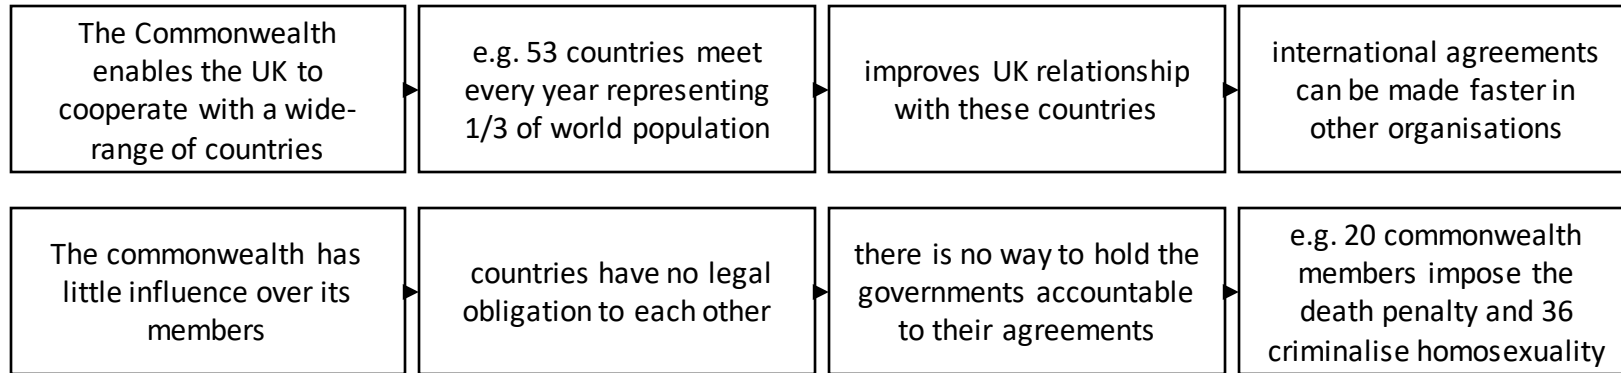 The Commonwealth
enables the UK to
cooperate with a wide-
range of countries
e.g. 53 countries meet
every year representing
1/3 of world population
improves UK relationship
with these countries
international agreements
can be made faster in
other organisations
The commonwealth has
little influence over its
members
countries have no legal
obligation to each other
there is no way to hold the
governments accountable
to their agreements
e.g. 20 commonwealth
members impose the
death penalty and 36
criminalise homosexuality